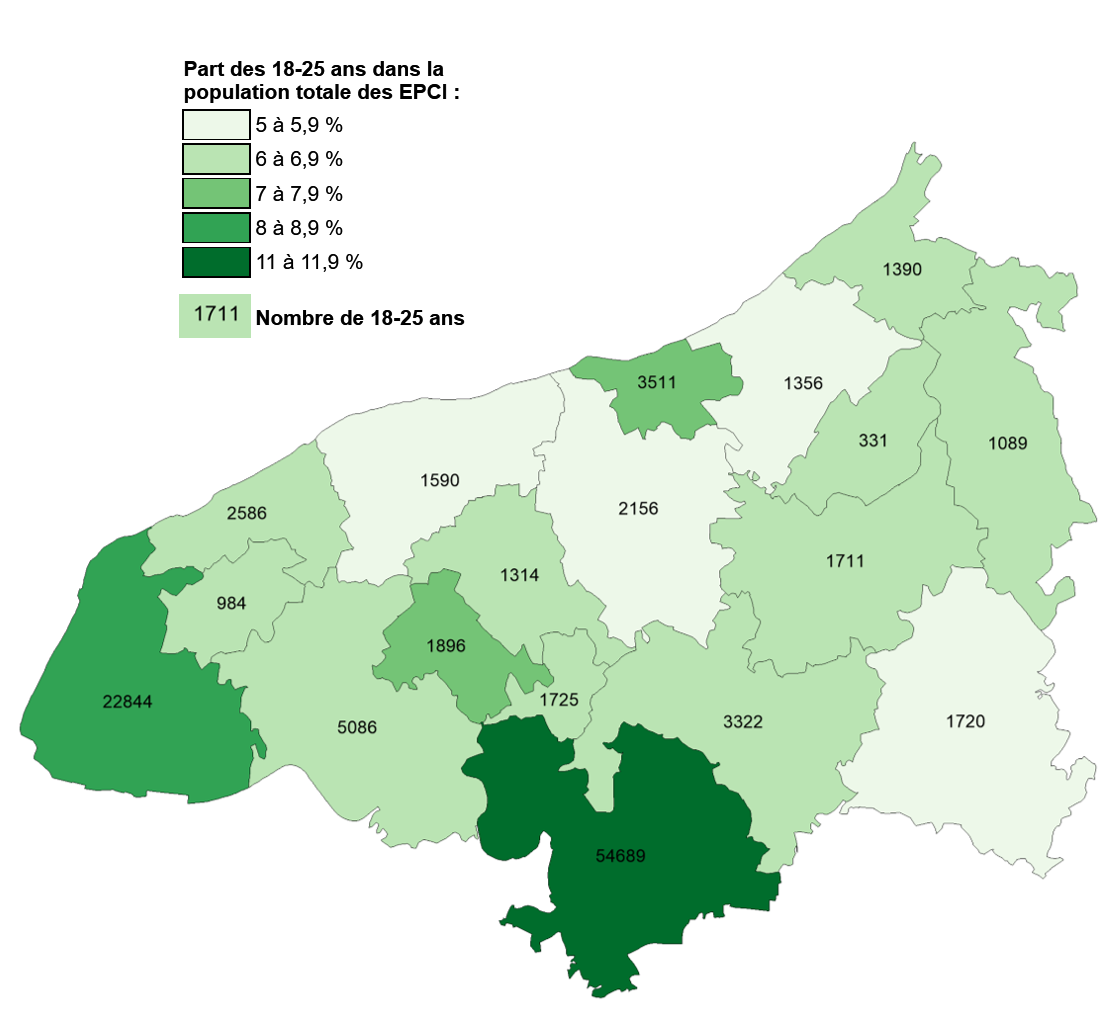 Part des 18-25 ans dans la
population totale des EPCI :
5 à 5,9 %
6 à 6,9 %
7 à 7,9 %
8 à 8,9 %
11 à 11,9 %
1711 Nombre de 18-25 ans
1390
3511
1356
331
1089
1590
2156
2586
1314
1711
984
1896
22844
5086
1725
3322
1720
54689